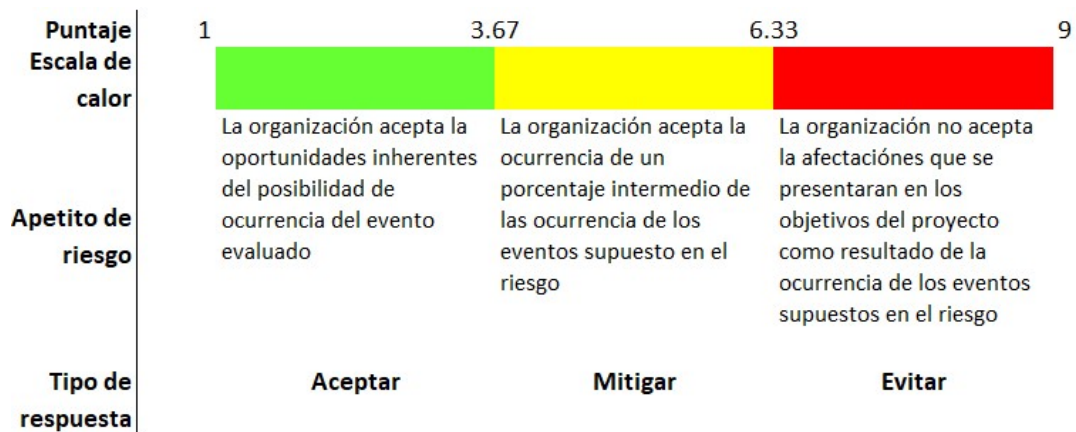 Puntaje 1 3.67 6.33 9
Escala de
calor
La organización acepta la
oportunidades inherentes
del posibilidad de
ocurrencia del evento
evaluado
La organización acepta la
ocurrencia de un
porcentaje intermedio de
las ocurrencia de los
eventos supuesto en el
riesgo
La organización no acepta
la afectaciónes que se
presentaran en los
objetivos del proyecto
como resultado de la
ocurrencia de los eventos
supuestos en el riesgo
Apetito de
riesgo
Tipo de
respuesta
Aceptar Mitigar Evitar